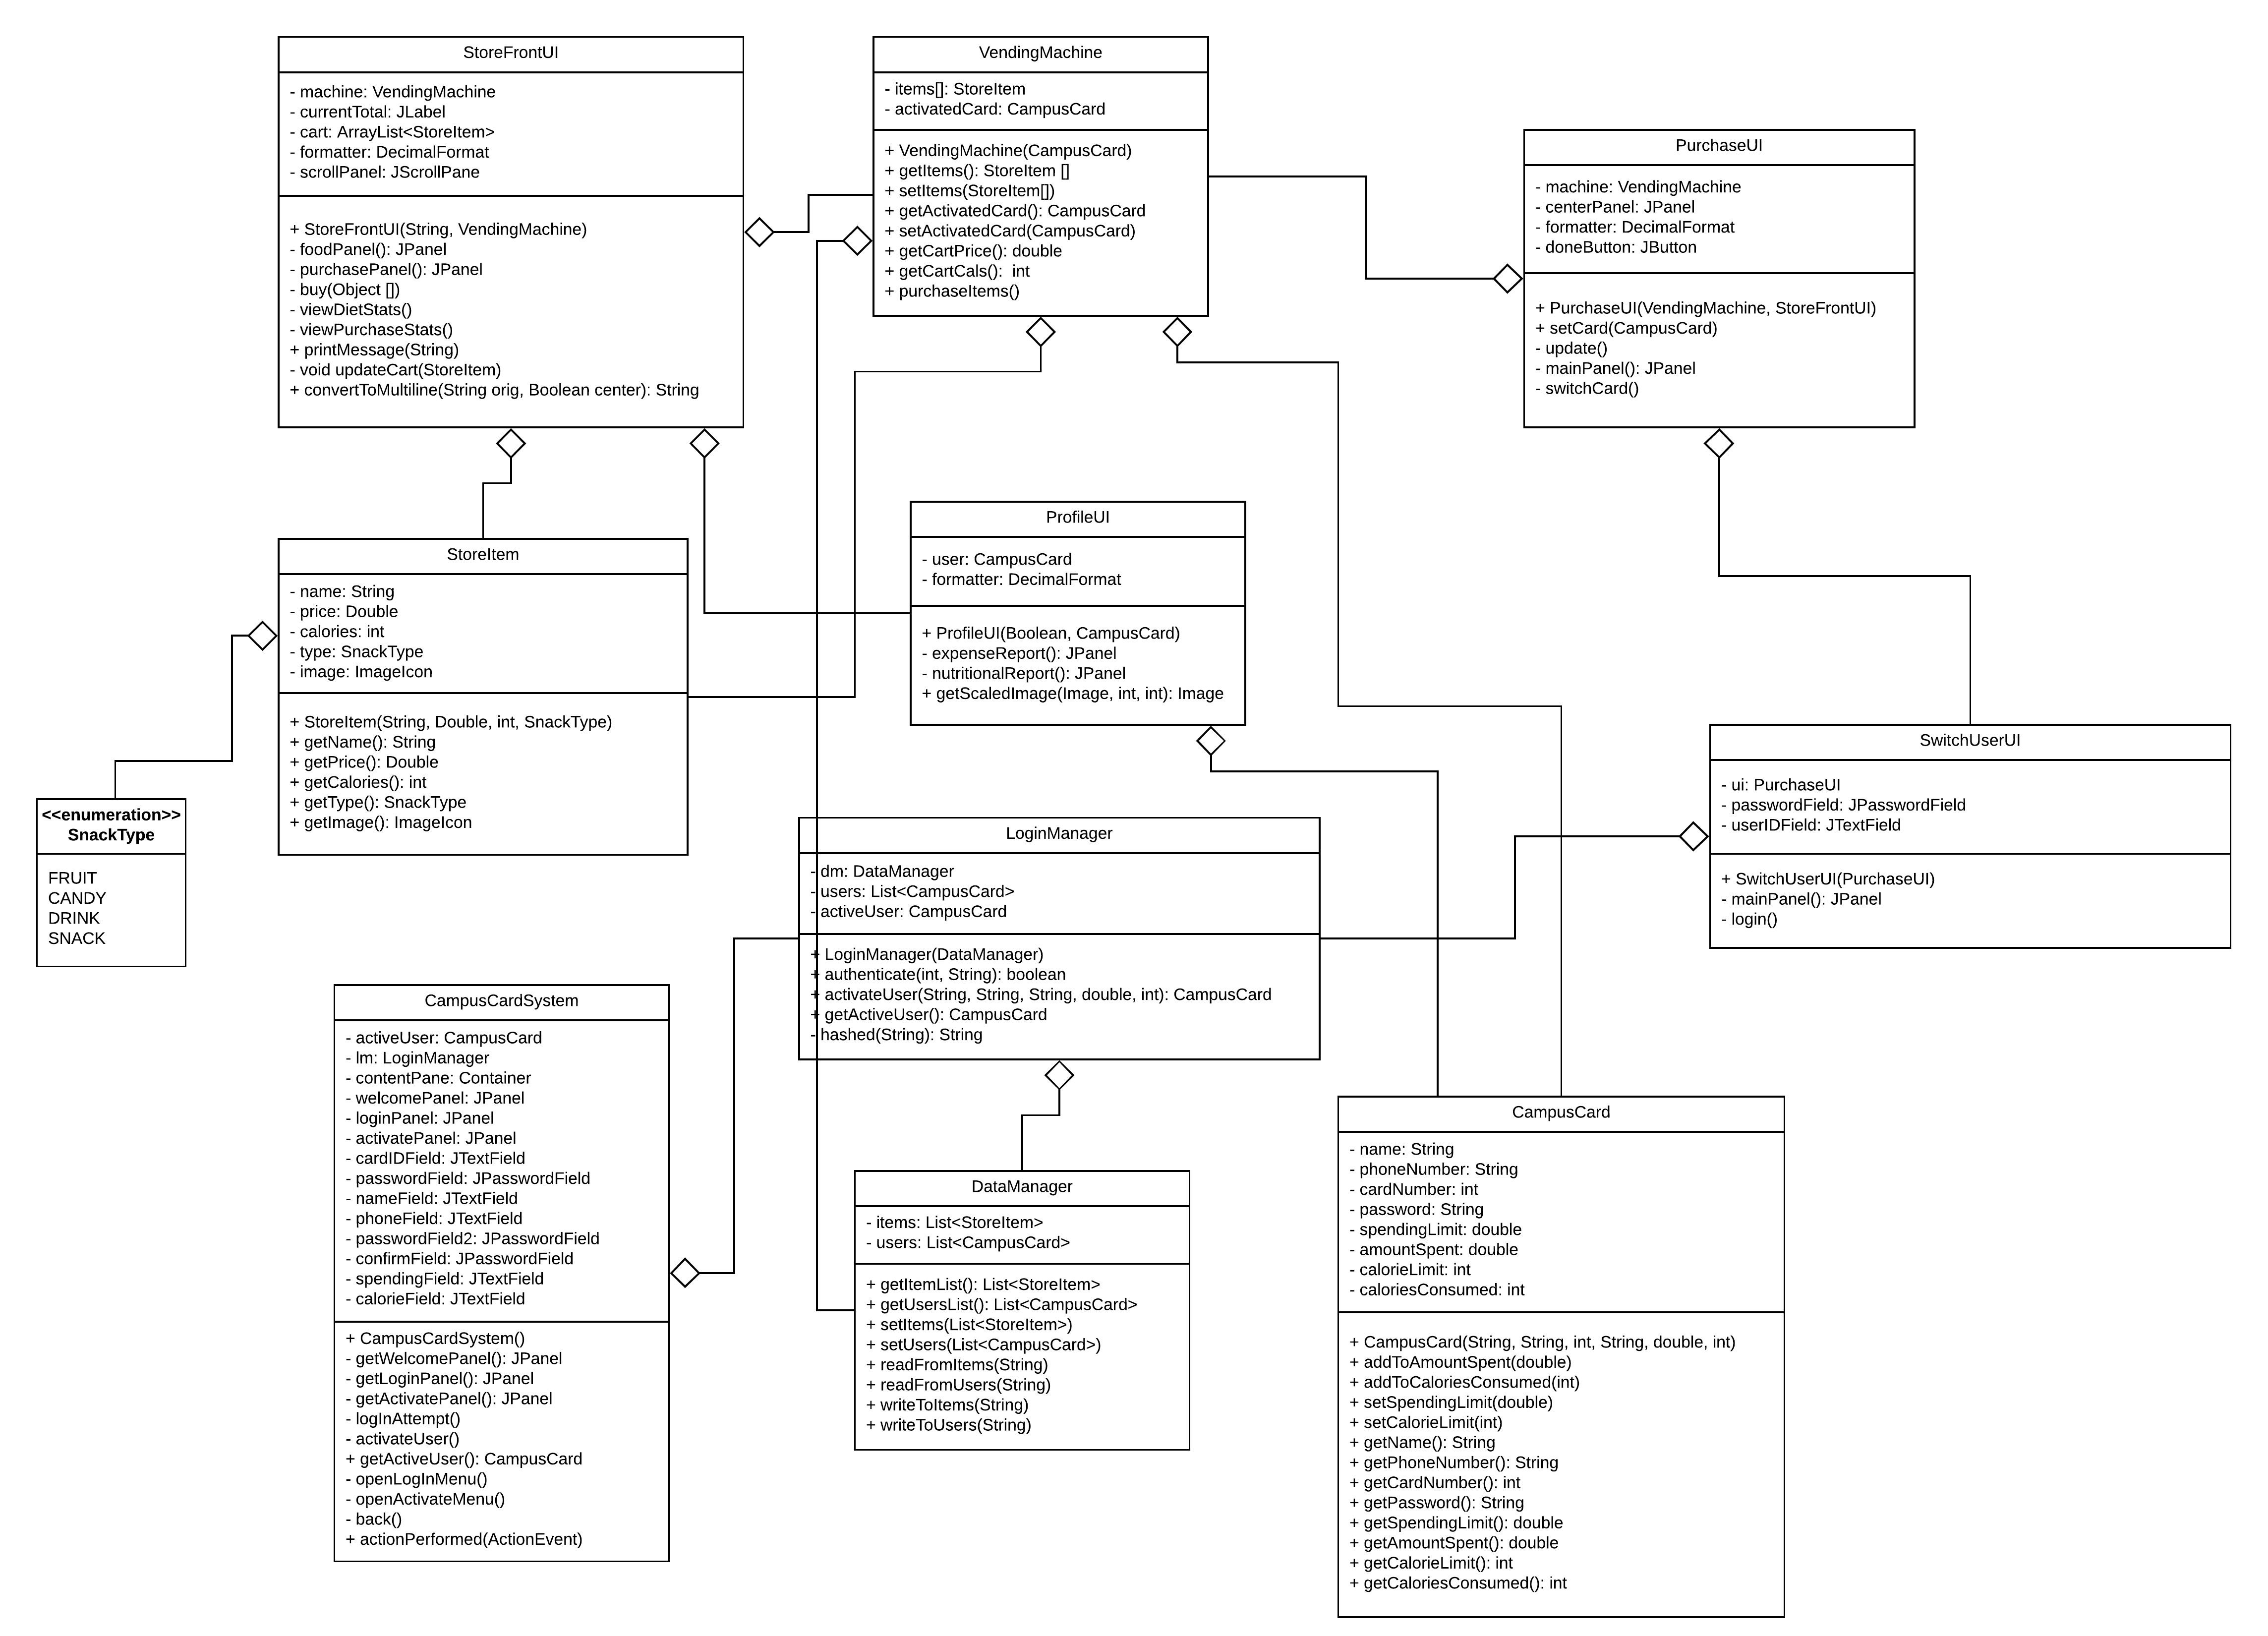 StoreFrontUI
- machine: VendingMachine
- currentTotal: JLabel
- cart: ArrayList<StoreItem>
- formatter: DecimalFormat
- scrollPanel: JScrollPane
+ StoreFrontUI(String, VendingMachine)
- foodPanel(): JPanel
- purchasePanel(): JPanel
- buy(Object [])
- viewDietStats()
- viewPurchaseStats()
+ printMessage(String)
- void updateCart(StoreItem)
+ convertToMultiline(String orig, Boolean center): String
VendingMachine
- items[]: StoreItem
- activatedCard: CampusCard
+ VendingMachine(CampusCard)
+ getItems(): StoreItem []
+ setItems(StoreItem[])
+ getActivatedCard(): CampusCard
+ setActivatedCard(CampusCard)
+ getCartPrice(): double
+ getCartCals():  int
+ purchaseItems()
PurchaseUI
- machine: VendingMachine
- centerPanel: JPanel
- formatter: DecimalFormat
- doneButton: JButton
+ PurchaseUI(VendingMachine, StoreFrontUI)
+ setCard(CampusCard)
- update()
- mainPanel(): JPanel
- switchCard()
StoreItem
- name: String
- price: Double
- calories: int
- type: SnackType
- image: ImageIcon
+ StoreItem(String, Double, int, SnackType)
+ getName(): String
+ getPrice(): Double
+ getCalories(): int
+ getType(): SnackType
+ getImage(): ImageIcon
ProfileUI
- user: CampusCard
- formatter: DecimalFormat
+ ProfileUI(Boolean, CampusCard)
- expenseReport(): JPanel
- nutritionalReport(): JPanel
+ getScaledImage(Image, int, int): Image
SwitchUserUI
- ui: PurchaseUI
- passwordField: JPasswordField
- userIDField: JTextField
+ SwitchUserUI(PurchaseUI)
- mainPanel(): JPanel
- login()
<<enumeration>>
SnackType
FRUIT
CANDY
DRINK
SNACK
LoginManager
- dm: DataManager
- users: List<CampusCard>
- activeUser: CampusCard
+ LoginManager(DataManager)
+ authenticate(int, String): boolean
+ activateUser(String, String, String, double, int): CampusCard
+ getActiveUser(): CampusCard
- hashed(String): String
CampusCardSystem
- activeUser: CampusCard
- lm: LoginManager
- contentPane: Container
- welcomePanel: JPanel
- loginPanel: JPanel
- activatePanel: JPanel
- cardIDField: JTextField
- passwordField: JPasswordField
- nameField: JTextField
- phoneField: JTextField
- passwordField2: JPasswordField
- confirmField: JPasswordField
- spendingField: JTextField
- calorieField: JTextField
+ CampusCardSystem()
- getWelcomePanel(): JPanel
- getLoginPanel(): JPanel
- getActivatePanel(): JPanel
- logInAttempt()
- activateUser()
+ getActiveUser(): CampusCard
- openLogInMenu()
- openActivateMenu()
- back()
+ actionPerformed(ActionEvent)
DataManager
- items: List<StoreItem>
- users: List<CampusCard>
+ getItemList(): List<StoreItem>
+ getUsersList(): List<CampusCard>
+ setItems(List<StoreItem>)
+ setUsers(List<CampusCard>)
+ readFromItems(String)
+ readFromUsers(String)
+ writeToItems(String)
+ writeToUsers(String)
CampusCard
- name: String
- phoneNumber: String
- cardNumber: int
- password: String
- spendingLimit: double
- amountSpent: double
- calorieLimit: int
- caloriesConsumed: int
+ CampusCard(String, String, int, String, double, int)
+ addToAmountSpent(double)
+ addToCaloriesConsumed(int)
+ setSpendingLimit(double)
+ setCalorieLimit(int)
+ getName(): String
+ getPhoneNumber(): String
+ getCardNumber(): int
+ getPassword(): String
+ getSpendingLimit(): double
+ getAmountSpent(): double
+ getCalorieLimit(): int
+ getCaloriesConsumed(): int